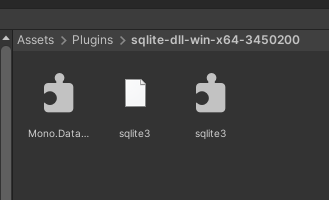 Assets > Plugins > sqlite-dll-win-x64-3450200
Mono.Data... sqlite3 sqlite3